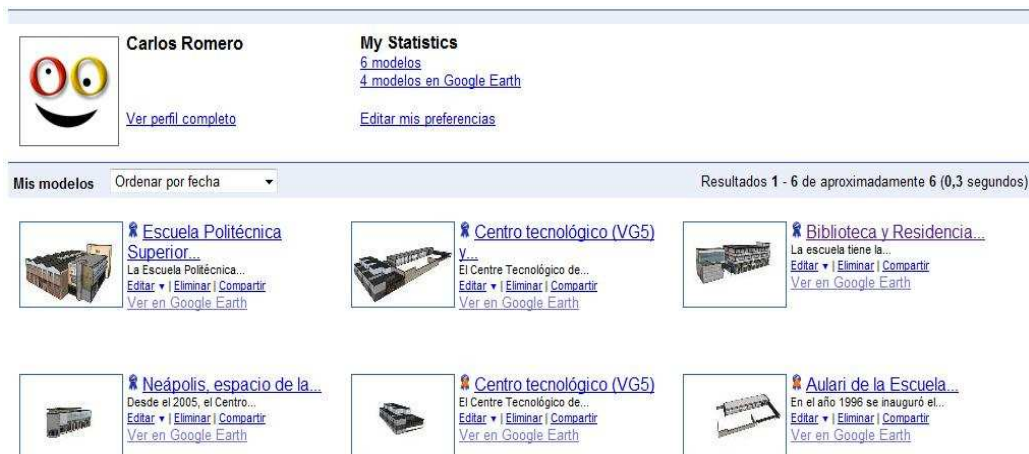 Carlos Romero
Ver perfil completo
My Statistics
6 modelos
4 modelos en Google Earth
Editar mis preferencias
Mis modelos
Ordenar por fecha
Resultados 1 - 6 de aproximadamente 6 (0,3 segundos)
Escuela Politécnica
Superior...
La Escuela Politécnica...
Editar | Eliminar | Compartir
Ver en Google Earth
Centro tecnológico (VG5)
y...
El Centre Tecnológico de...
Editar | Eliminar | Compartir
Ver en Google Earth
Biblioteca y Residencia...
La escuela tiene la...
Editar | Eliminar | Compartir
Ver en Google Earth
Neápolis, espacio de la...
Desde el 2005, el Centro...
Editar | Eliminar | Compartir
Ver en Google Earth
Centro tecnológico (VG5)
El Centre Tecnológico de...
Editar | Eliminar | Compartir
Ver en Google Earth
Aulari de la Escuela...
En el año 1996 se inauguró el...
Editar | Eliminar | Compartir
Ver en Google Earth